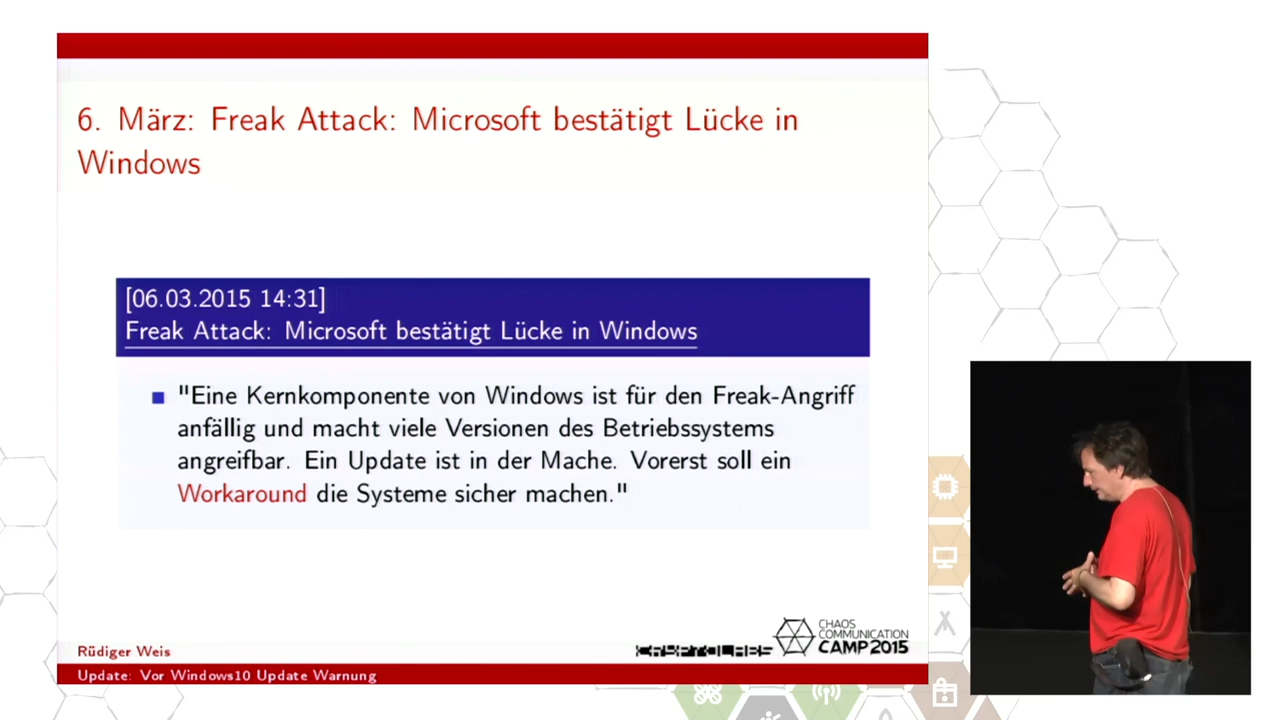 6. März: Freak Attack: Microsoft bestätigt Lücke in
Windows
[06.03.2015 14:31]
Freak Attack: Microsoft bestätigt Lücke in Windows
"Eine Kernkomponente von Windows ist für den Freak-Angriff
anfällig und macht viele Versionen des Betriebssystems
angreifbar. Ein Update ist in der Mache. Vorerst soll ein
Workaround die Systeme sicher machen."
Rüdiger Weis
CRYPTOLABS
CHAOS
COMMUNICATION
CAMP 2015
Update: Vor Windows10 Update Warnung